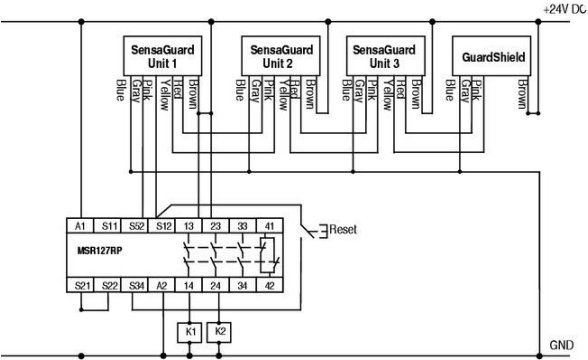 +24V DC
SensaGuard
Unit 1
SensaGuard
Unit 2
SensaGuard
Unit 3
GuardShield
Blue
Gray
Pink
Yellow
Red
Brown
Blue
Gray
Pink
Yellow
Red
Brown
Blue
Gray
Pink
Yellow
Red
Brown
Blue
Gray
Pink
Brown
A1 S11 S52 S12 13 23 33 41
Reset
MSR127RP
S21 S22 S34 A2 14 24 34 42
K1 K2
GND